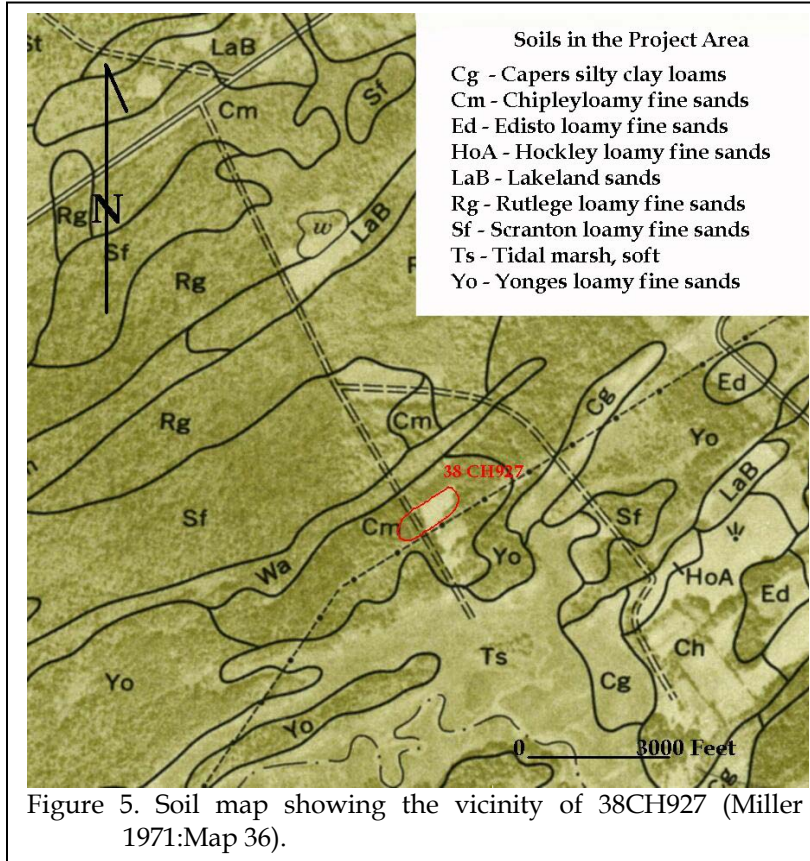 Soils in the Project Area
Cg - Capers silty clay loams
Cm - Chipleyloamy fine sands
Ed - Edisto loamy fine sands
HoA - Hockley loamy fine sands
LaB - Lakeland sands
Rg - Rutlege loamy fine sands
Sf - Scranton loamy fine sands
Ts - Tidal marsh, soft
Yo - Yonges loamy fine sands
St
LaB
Cm
Sf
Rg
N
Sf
w
LaB
Rg
Ed
Cm
Cg
Yo
Rg
38 CH927
LaB
Sf
Sf
Cm
Wa
Yo
HoA
Ed
Ch
Ts
Cg
Yo
Yo
0 3000 Feet
Figure 5. Soil map showing the vicinity of 38CH927 (Miller
1971:Map 36).